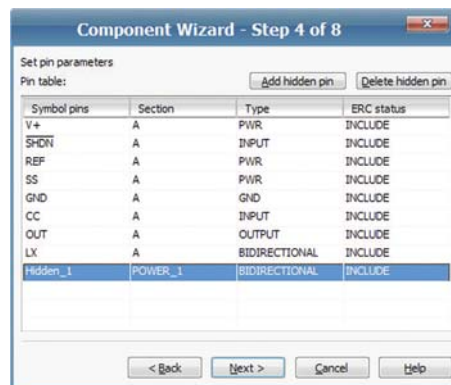 Component Wizard - Step 4 of 8
Set pin parameters
Pin table:
Add hidden pin
Delete hidden pin
Symbol pins Section Type ERC status
V+ A PWR INCLUDE
SHDN A INPUT INCLUDE
REF A PWR INCLUDE
SS A PWR INCLUDE
GND A GND INCLUDE
CC A INPUT INCLUDE
OUT A OUTPUT INCLUDE
LX A BIDIRECTIONAL INCLUDE
Hidden_1 POWER_1 BIDIRECTIONAL INCLUDE
< Back Next > Cancel Help